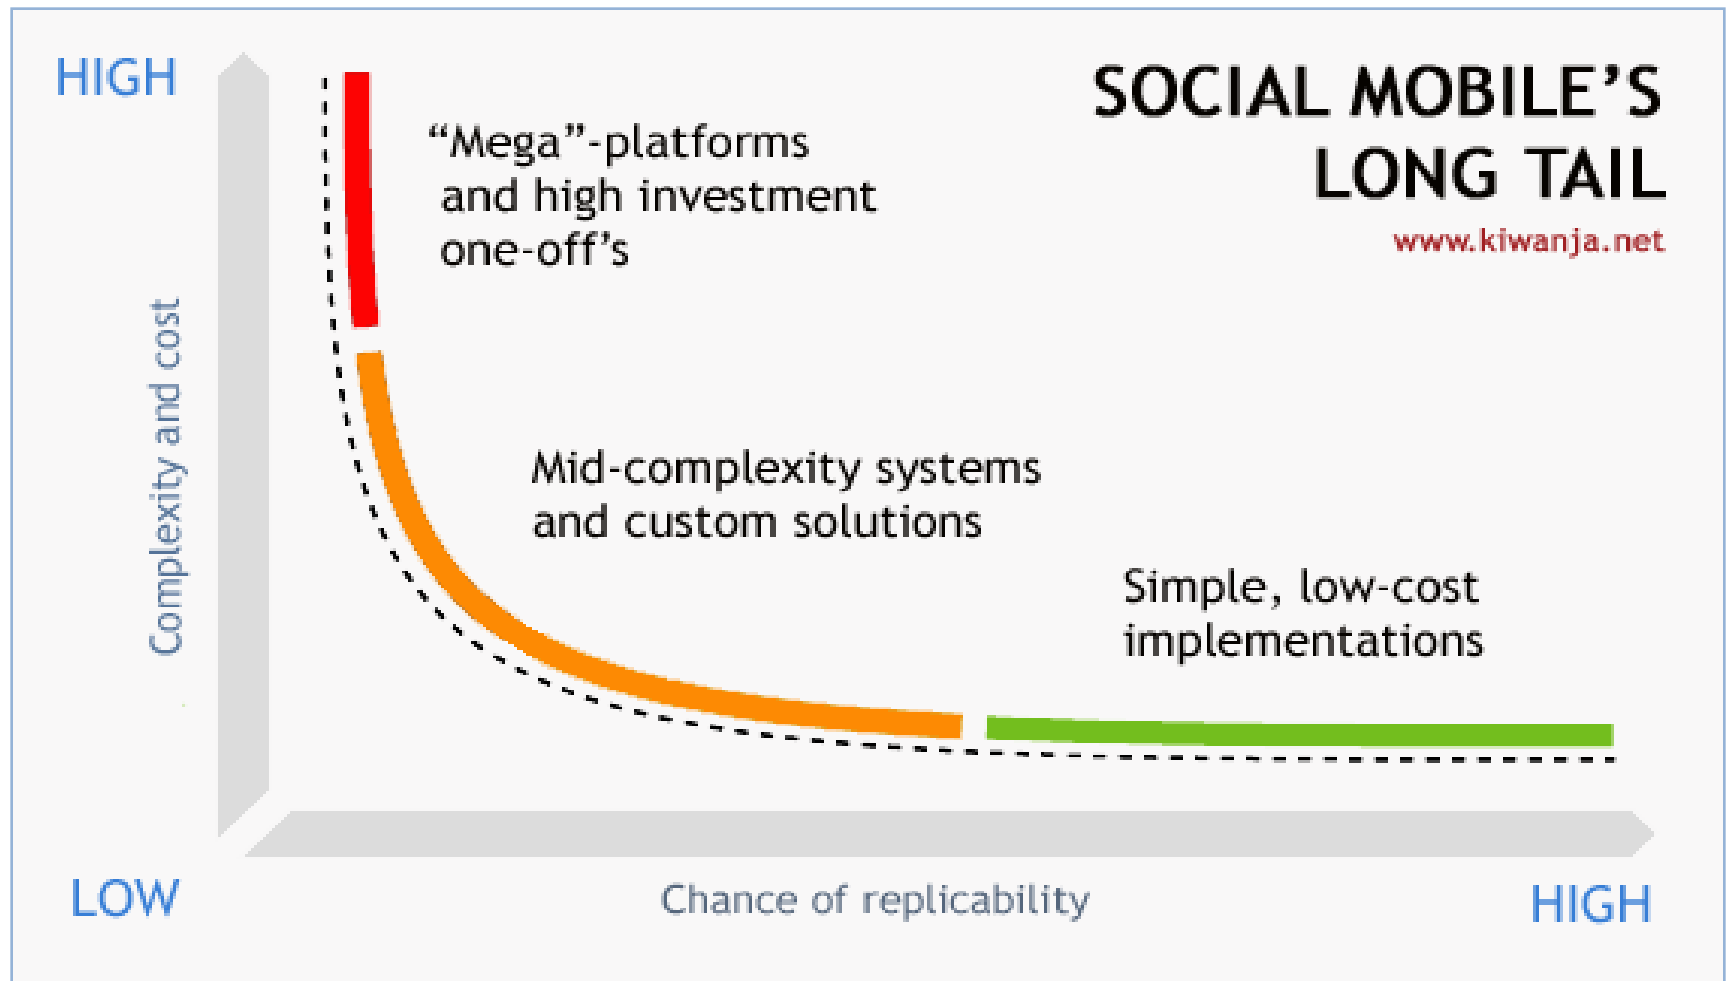 HIGH
SOCIAL MOBILE’S
LONG TAIL
www.kiwanja.net
“Mega”-platforms
and high investment
one-off’s
Complexity and cost
Mid-complexity systems
and custom solutions
Simple, low-cost
implementations
LOW
Chance of replicability
HIGH